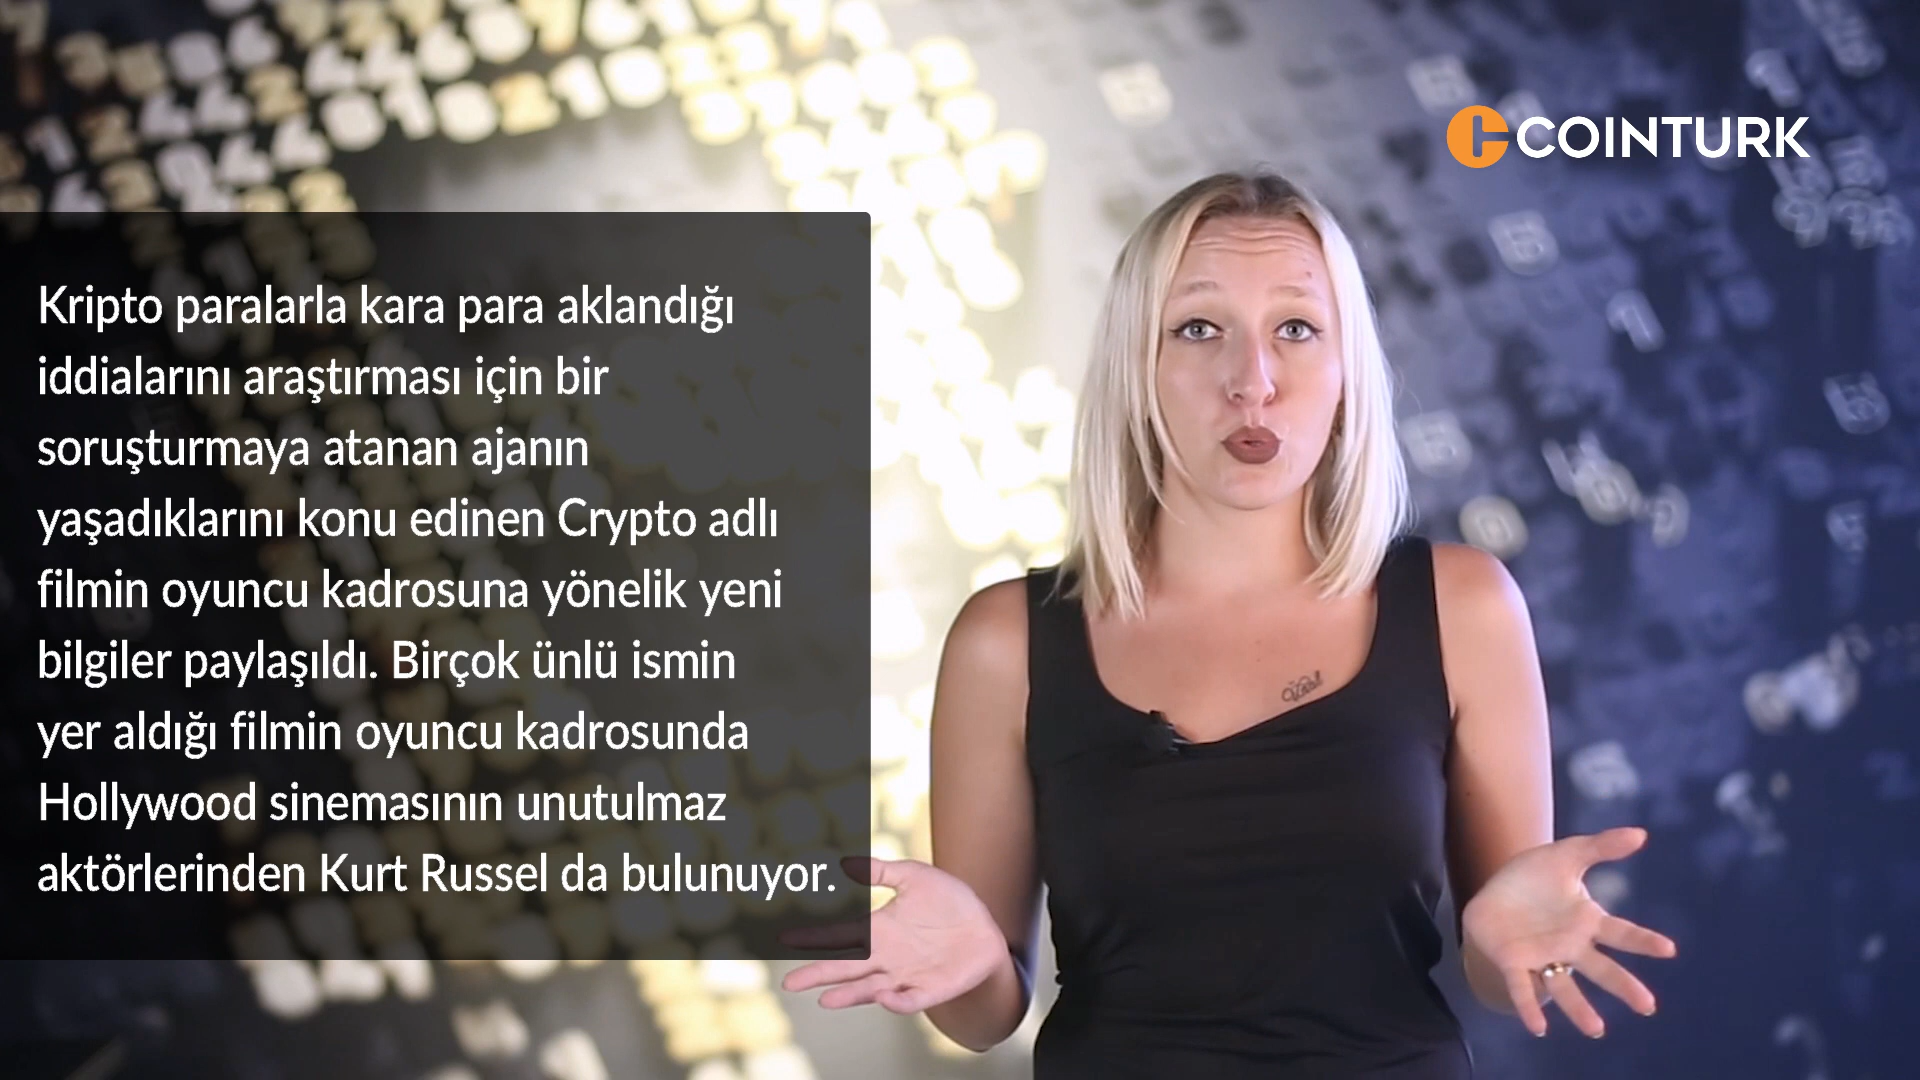 COINTURK
Kripto paralarla kara para aklandığı
iddialarını araştırması için bir
soruşturmaya atanan ajanın
yaşadıklarını konu edinen Crypto adlı
filmin oyuncu kadrosuna yönelik yeni
bilgiler paylaşıldı. Birçok ünlü ismin
yer aldığı filmin oyuncu kadrosunda
Hollywood sinemasının unutulmaz
aktörlerinden Kurt Russel da bulunuyor.